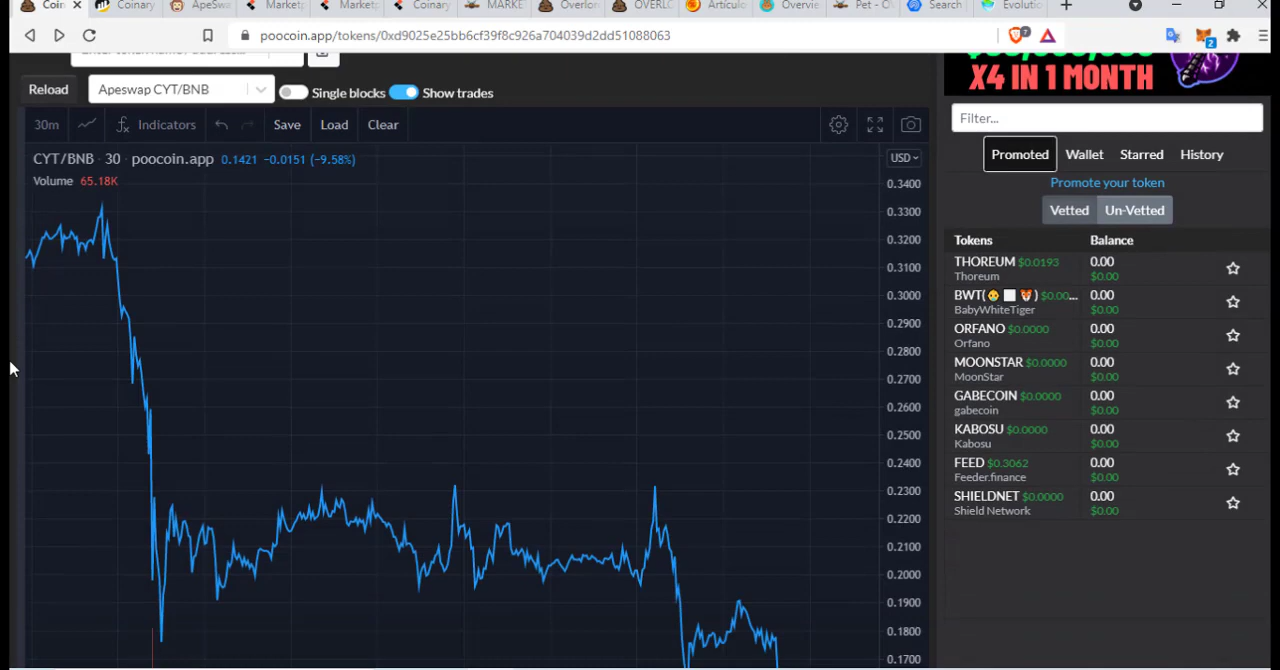 Coin Coinary ApeSwa Marketp Marketp Coinary MARKE Overlor OVERLO Artículo Overvie Pet - O Search Evolutio
poocoin.app/tokens/0xd9025e25bb6cf39f8c926a704039d2dd51088063
7
2
X4 IN 1 MONTH
Reload
Apeswap CYT/BNB
Single blocks
Show trades
Filter...
30m
Indicators
Save
Load
Clear
CYT/BNB · 30 poocoin.app 0.1421 −0.0151 (−9.58%)
USD
Volume 65.18K
0.3400
0.3300
0.3200
0.3100
0.3000
0.2900
0.2800
0.2700
0.2600
0.2500
0.2400
0.2300
0.2200
0.2100
0.2000
0.1900
0.1800
0.1700
Promoted Wallet Starred History
Promote your token
Vetted Un-Vetted
Tokens Balance
THOREUM $0.0193 0.00
Thoreum $0.00
BWT(👶⬜🐯) $0.00... 0.00
BabyWhiteTiger $0.00
ORFANO $0.0000 0.00
Orfano $0.00
MOONSTAR $0.0000 0.00
MoonStar $0.00
GABECOIN $0.0000 0.00
gabecoin $0.00
KABOSU $0.0000 0.00
Kabosu $0.00
FEED $0.3062 0.00
Feeder.finance $0.00
SHIELDNET $0.0000 0.00
Shield Network $0.00